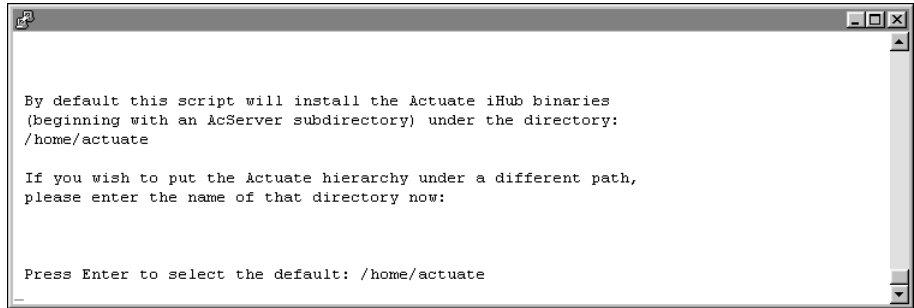 By default this script will install the Actuate iHub binaries
(beginning with an AcServer subdirectory) under the directory:
/home/actuate
If you wish to put the Actuate hierarchy under a different path,
please enter the name of that directory now:
Press Enter to select the default: /home/actuate